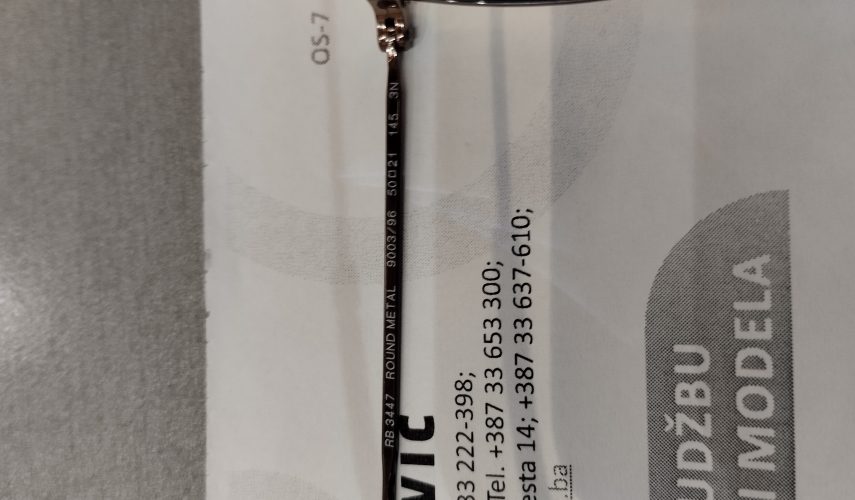 OS-7
RB 3447 ROUND METAL 9003/96 50□21 145 3N
VIC
33 222-398;
Tel. +387 33 653 300;
esta 14; +387 33 637-610;
.ba
UDŽBU
I MODELA